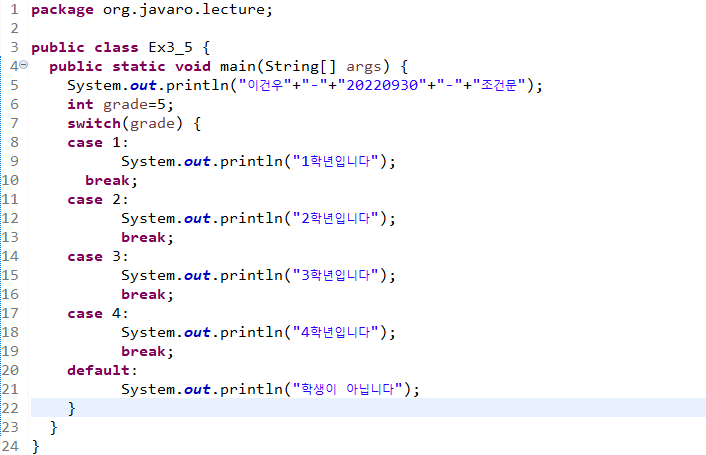 1 package org.javaro.lecture;
2
3 public class Ex3_5 {
4 public static void main(String[] args) {
5 System.out.println("이건우"+"-"+"20220930"+"-"+"조건문");
6 int grade=5;
7 switch(grade) {
8 case 1:
9 System.out.println("1학년입니다");
10 break;
11 case 2:
12 System.out.println("2학년입니다");
13 break;
14 case 3:
15 System.out.println("3학년입니다");
16 break;
17 case 4:
18 System.out.println("4학년입니다");
19 break;
20 default:
21 System.out.println("학생이 아닙니다");
22 }
23 }
24 }